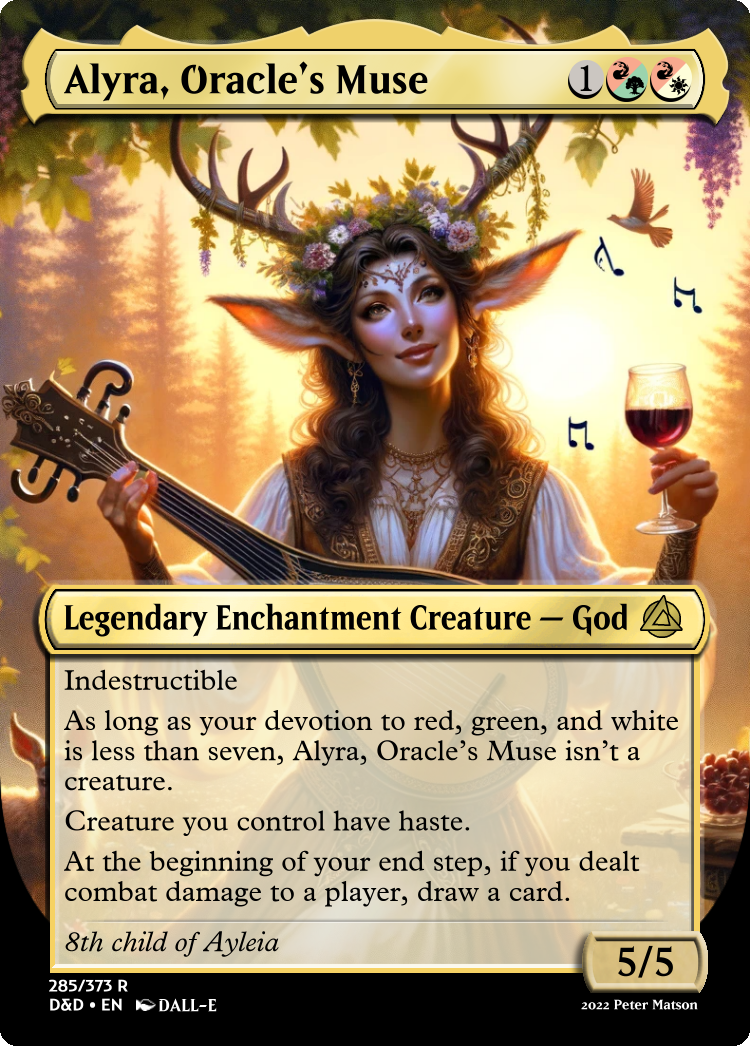 Alyra, Oracle's Muse 1
Legendary Enchantment Creature — God
Indestructible
As long as your devotion to red, green, and white
is less than seven, Alyra, Oracle's Muse isn't a
creature.
Creature you control have haste.
At the beginning of your end step, if you dealt
combat damage to a player, draw a card.
8th child of Ayleia
5/5
285/373 R
D&D • EN DALL-E
2022 Peter Matson